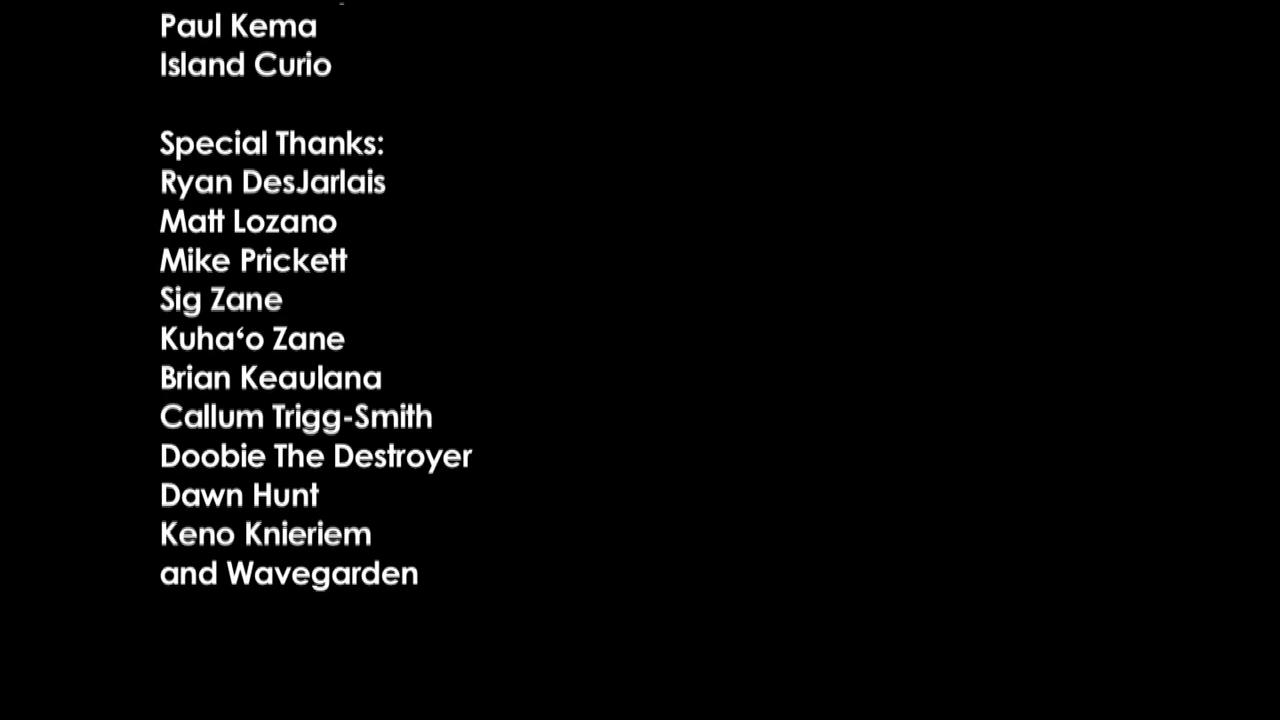 Paul Kema
Island Curio
Special Thanks:
Ryan DesJarlais
Matt Lozano
Mike Prickett
Sig Zane
Kuhaʻo Zane
Brian Keaulana
Callum Trigg-Smith
Doobie The Destroyer
Dawn Hunt
Keno Knieriem
and Wavegarden